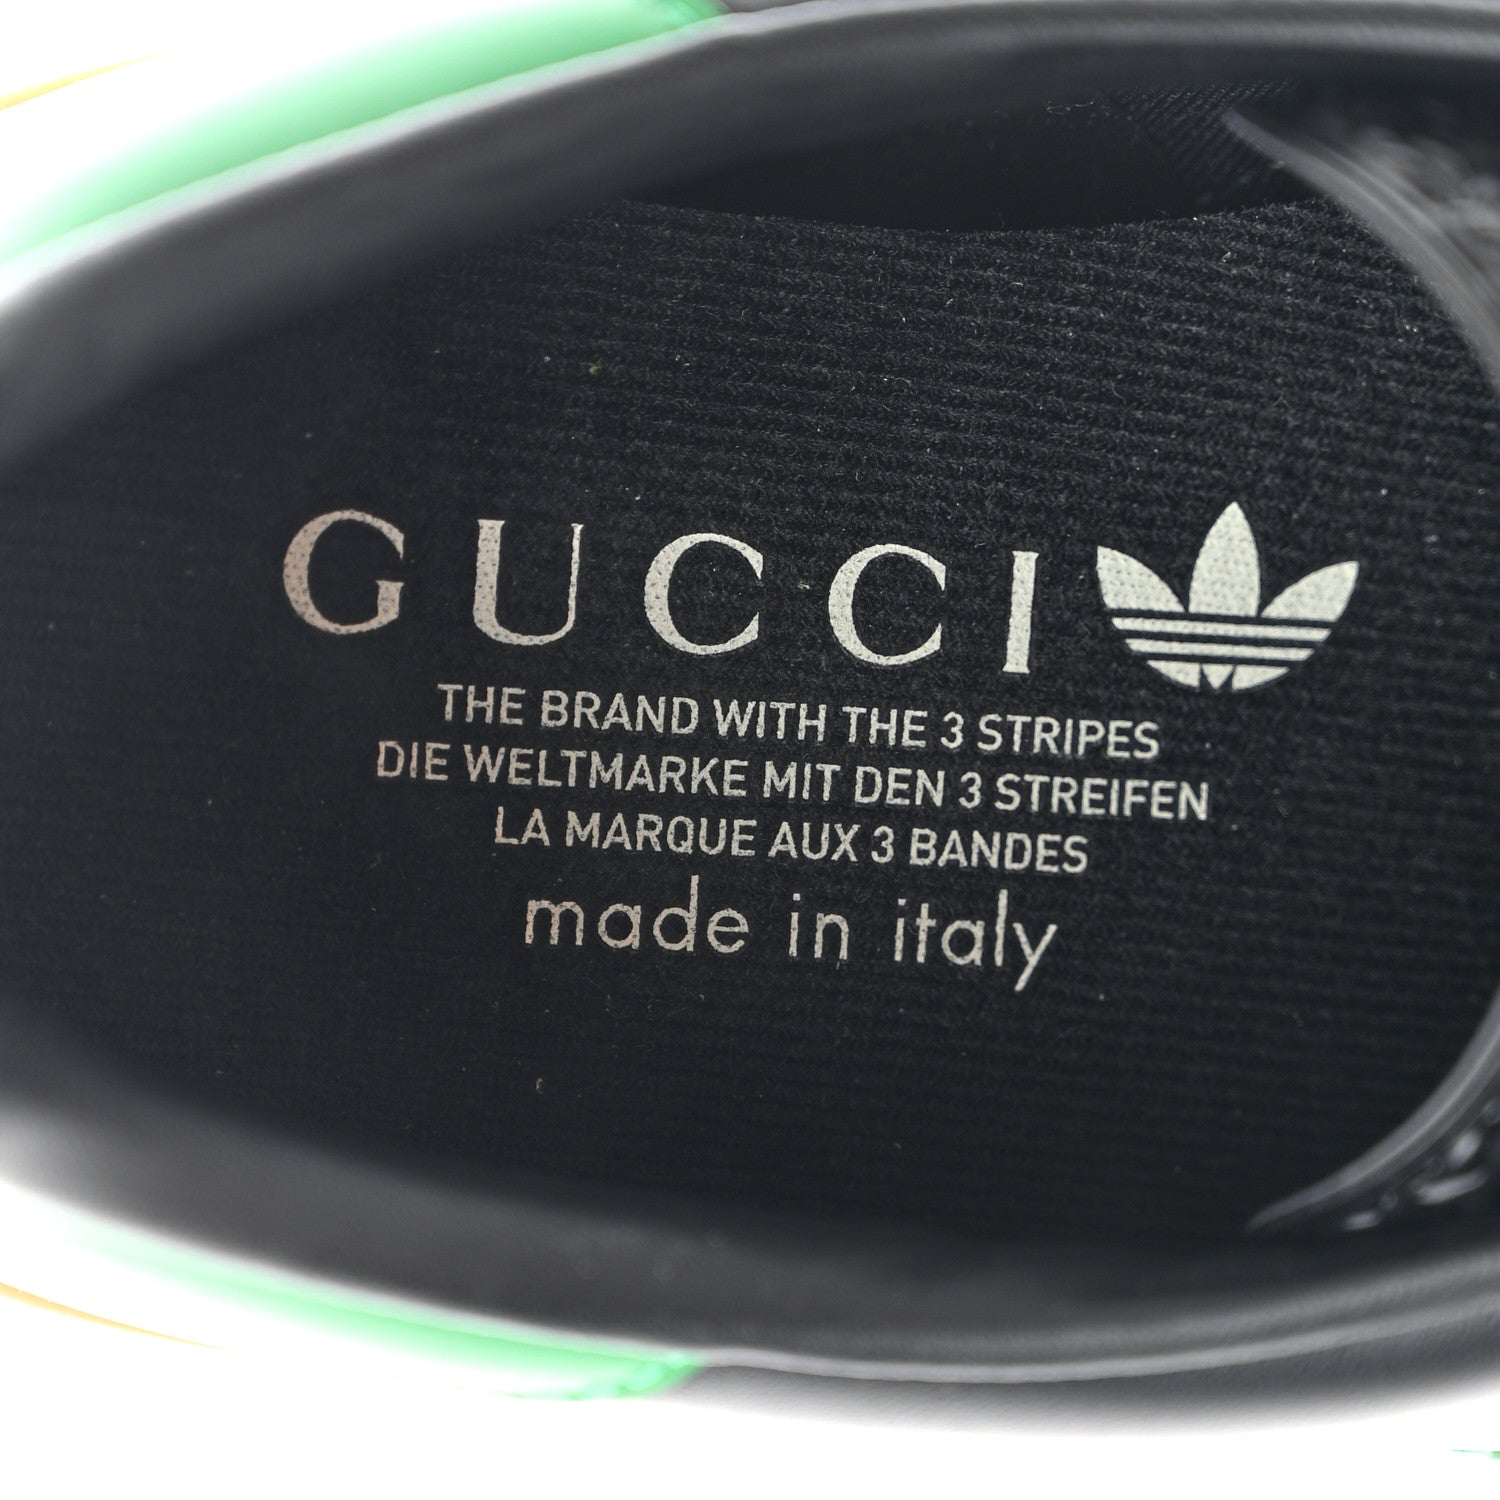 GUCCI
THE BRAND WITH THE 3 STRIPES
DIE WELTMARKE MIT DEN 3 STREIFEN
LA MARQUE AUX 3 BANDES
made in italy